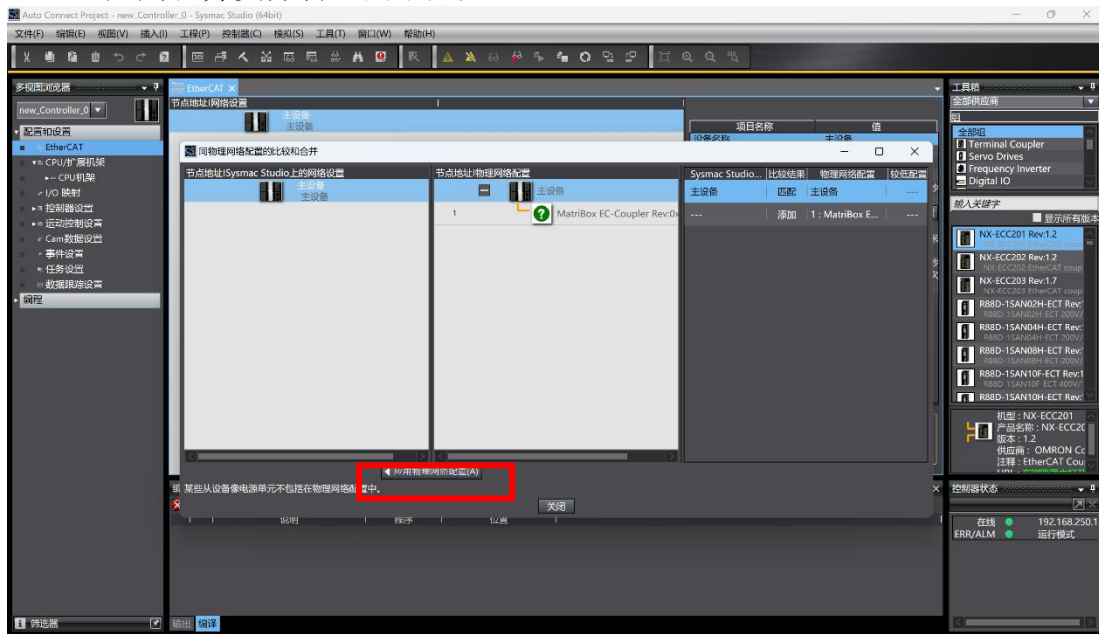 Auto Connect Project - new_Controller_0 - Sysmac Studio (64bit)
文件(F) 编辑(E) 视图(V) 插入(I) 工程(P) 控制器(C) 模拟(S) 工具(T) 窗口(W) 帮助(H)
多视图浏览器
new_Controller_0
配置和设置
EtherCAT
CPU/扩展机架
CPU机架
I/O 映射
控制器设置
运动控制设置
Cam数据设置
事件设置
任务设置
数据跟踪设置
编程
筛选器
EtherCAT
节点地址|网络设置
主设备
主设备
项目名称 值
设备名称 主设备
同物理网络配置的比较和合并
节点地址|Sysmac Studio上的网络设置
主设备
主设备
节点地址|物理网络配置
主设备
1 MatriBox EC-Coupler Rev:0x
Sysmac Studio... 比较结果 物理网络配置 较低配置
主设备 匹配 主设备 ---
--- 添加 1 : MatriBox E... ---
应用物理网络配置(A)
某些从设备像电源单元不包括在物理网络配置中。
关闭
说明 程序 位置
输出 编译
工具箱
全部供应商
组
全部组
Terminal Coupler
Servo Drives
Frequency Inverter
Digital IO
输入关键字
显示所有版本
NX-ECC201 Rev:1.2
NX-ECC202 Rev:1.2
NX-ECC202 EtherCAT coup
NX-ECC203 Rev:1.7
NX-ECC203 EtherCAT coup
R88D-1SAN02H-ECT Rev:
R88D-1SAN02H-ECT 200V/
R88D-1SAN04H-ECT Rev:
R88D-1SAN04H-ECT 200V/
R88D-1SAN08H-ECT Rev:
R88D-1SAN08H-ECT 200V/
R88D-1SAN10F-ECT Rev:1
R88D-1SAN10F-ECT 400V/
R88D-1SAN10H-ECT Rev:
机型 : NX-ECC201
产品名称 : NX-ECC20
版本 : 1.2
供应商 : OMRON Co
注释 : EtherCAT Cou
控制器状态
在线 192.168.250.1
ERR/ALM 运行模式